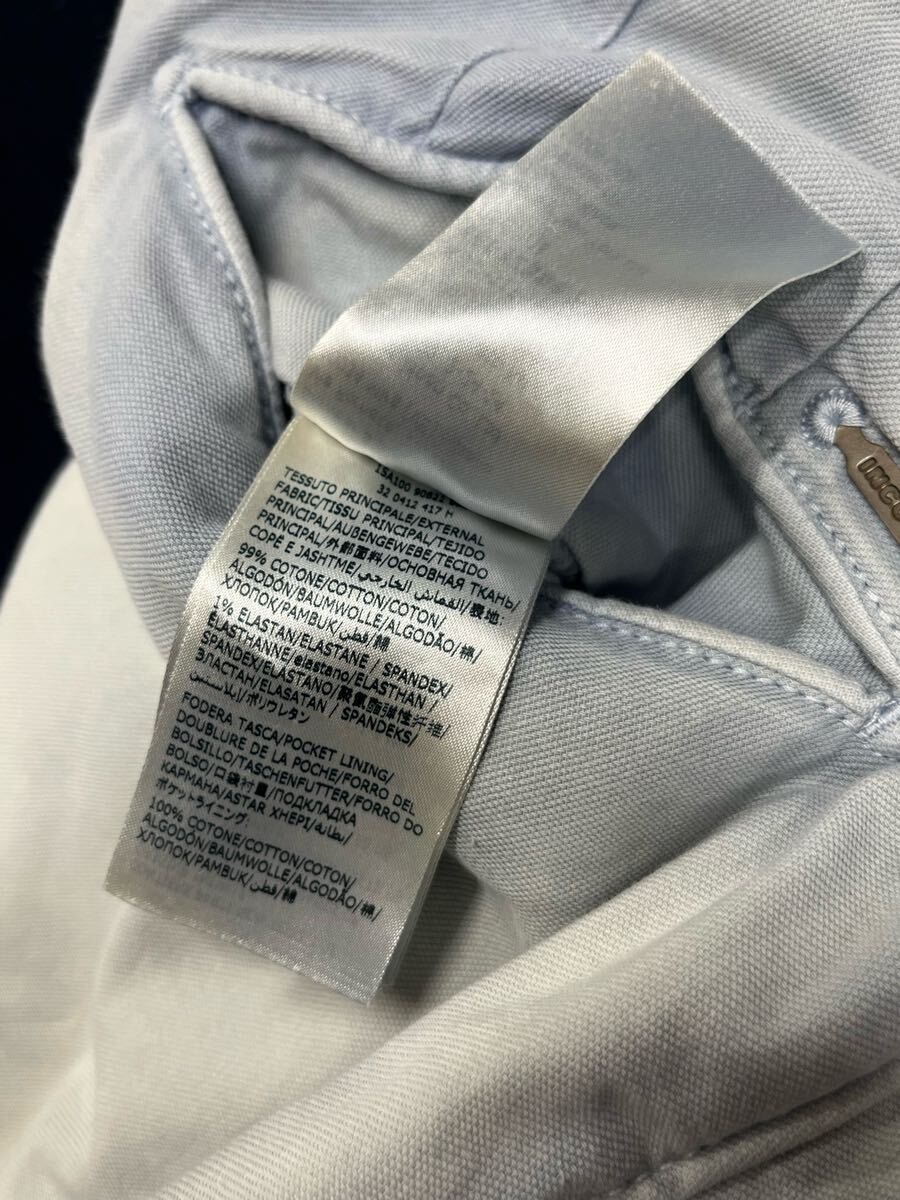 1SA100 90822
32 0412 417 H
TESSUTO PRINCIPALE/EXTERNAL
FABRIC/TISSU PRINCIPAL/TEJIDO
PRINCIPAL/AUßENGEWEBE/TECIDO
PRINCIPAL/外部面料/ОСНОВНАЯ ТКАНЬ/
COPË E JASHTME/القماش الخارجي/表地:
99% COTONE/COTTON/COTON/
ALGODÓN/BAUMWOLLE/ALGODÃO/棉/
ХЛОПОК/PAMBUK/قطن/綿
1% ELASTAN/ELASTANE / SPANDEX/
ELASTHANNE/elastano/ELASTHAN /
SPANDEX/ELASTANO/聚氨酯弹性纤维/
ЭЛАСТАН/ELASATAN / SPANDEKS/
إيلاستين/ポリウレタン
FODERA TASCA/POCKET LINING/
DOUBLURE DE LA POCHE/FORRO DEL
BOLSILLO/TASCHENFUTTER/FORRO DO
BOLSO/口袋衬里/ПОДКЛАДКА
КАРМАНА/ASTAR XHEPI/بطانة/
ポケットライニング:
100% COTONE/COTTON/COTON/
ALGODÓN/BAUMWOLLE/ALGODÃO/棉/
ХЛОПОК/PAMBUK/قطن/綿